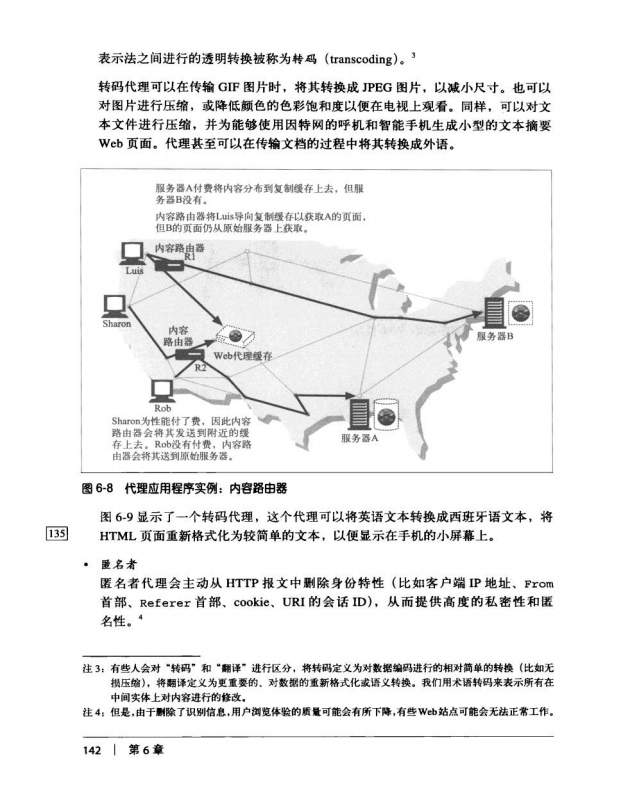 表示法之间进行的透明转换被称为转码（transcoding）。³
转码代理可以在传输 GIF 图片时，将其转换成 JPEG 图片，以减小尺寸。也可以
对图片进行压缩，或降低颜色的色彩饱和度以便在电视上观看。同样，可以对文
本文件进行压缩，并为能够使用因特网的呼机和智能手机生成小型的文本摘要
Web 页面。代理甚至可以在传输文档的过程中将其转换成外语。
服务器A付费将内容分布到复制缓存上去，但服
务器B没有。
内容路由器将Luis导向复制缓存以获取A的页面，
但B的页面仍从原始服务器上获取。
内容路由器
R1
Luis
Sharon
内容
路由器
R2
Web代理缓存
服务器B
Rob
服务器A
Sharon为性能付了费，因此内容
路由器会将其发送到附近的缓
存上去。Rob没有付费，内容路
由器会将其送到原始服务器。
图 6-8 代理应用程序实例：内容路由器
图 6-9 显示了一个转码代理，这个代理可以将英语文本转换成西班牙语文本，将
135
HTML 页面重新格式化为较简单的文本，以便显示在手机的小屏幕上。
• 匿名者
匿名者代理会主动从 HTTP 报文中删除身份特性（比如客户端 IP 地址、From
首部、Referer 首部、cookie、URI 的会话 ID），从而提供高度的私密性和匿
名性。⁴
注 3：有些人会对“转码”和“翻译”进行区分，将转码定义为对数据编码进行的相对简单的转换（比如无
损压缩），将翻译定义为更重要的、对数据的重新格式化或语义转换。我们用术语转码来表示所有在
中间实体上对内容进行的修改。
注 4：但是，由于删除了识别信息，用户浏览体验的质量可能会有所下降，有些Web站点可能会无法正常工作。
142 | 第 6 章